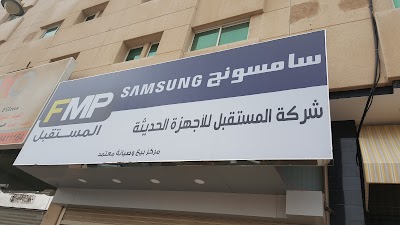 سامسونج SAMSUNG
FMP
المستقبل
شركة المستقبل للأجهزة الحديثة
مركز بيع وصيانة معتمد